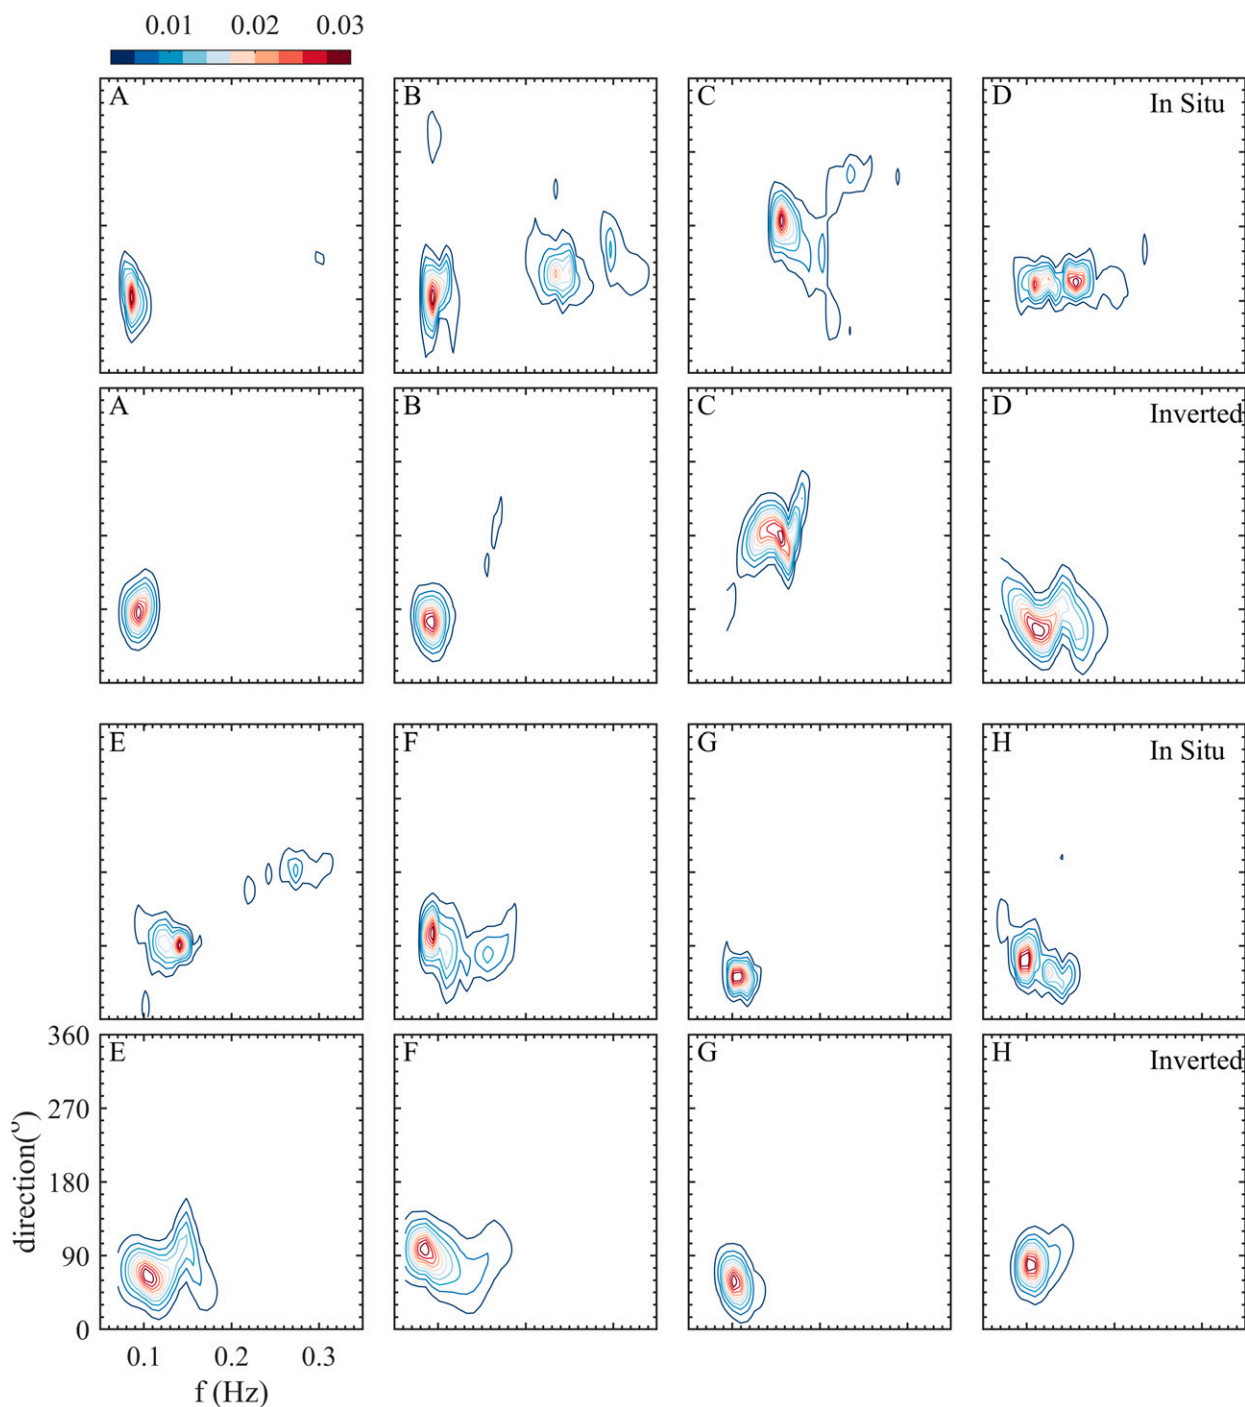 0.01 0.02 0.03
A B C D In Situ
A B C D Inverted
E F G H In Situ
360 E F G H Inverted
270
180
90
0
direction(°)
0.1 0.2 0.3
f (Hz)